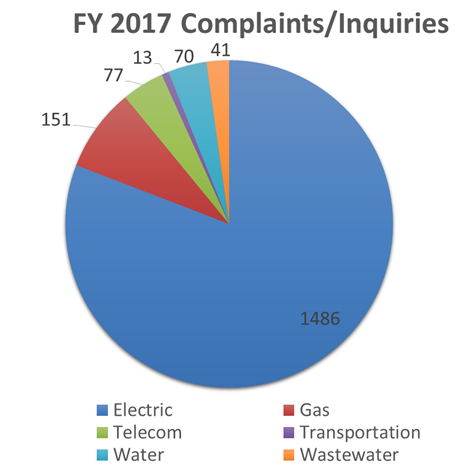 FY 2017 Complaints/Inquiries
13 70 41
77
151
1486
Electric Gas
Telecom Transportation
Water Wastewater